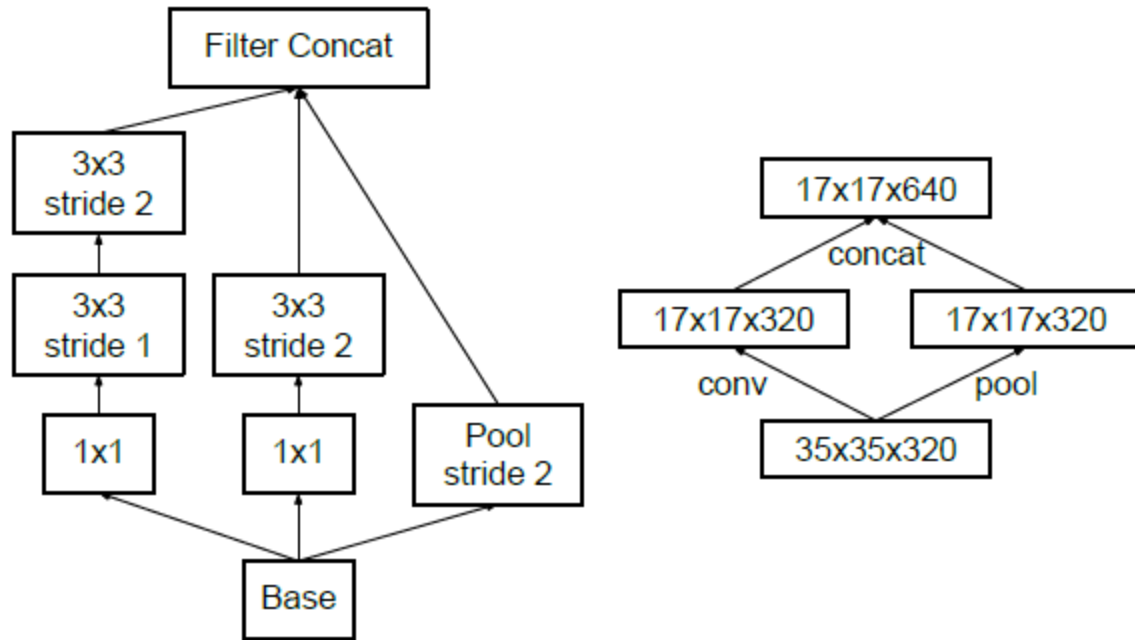 Filter Concat
3x3
stride 2
3x3
stride 1
3x3
stride 2
1x1
1x1
Pool
stride 2
Base
17x17x640
concat
17x17x320
17x17x320
conv
pool
35x35x320